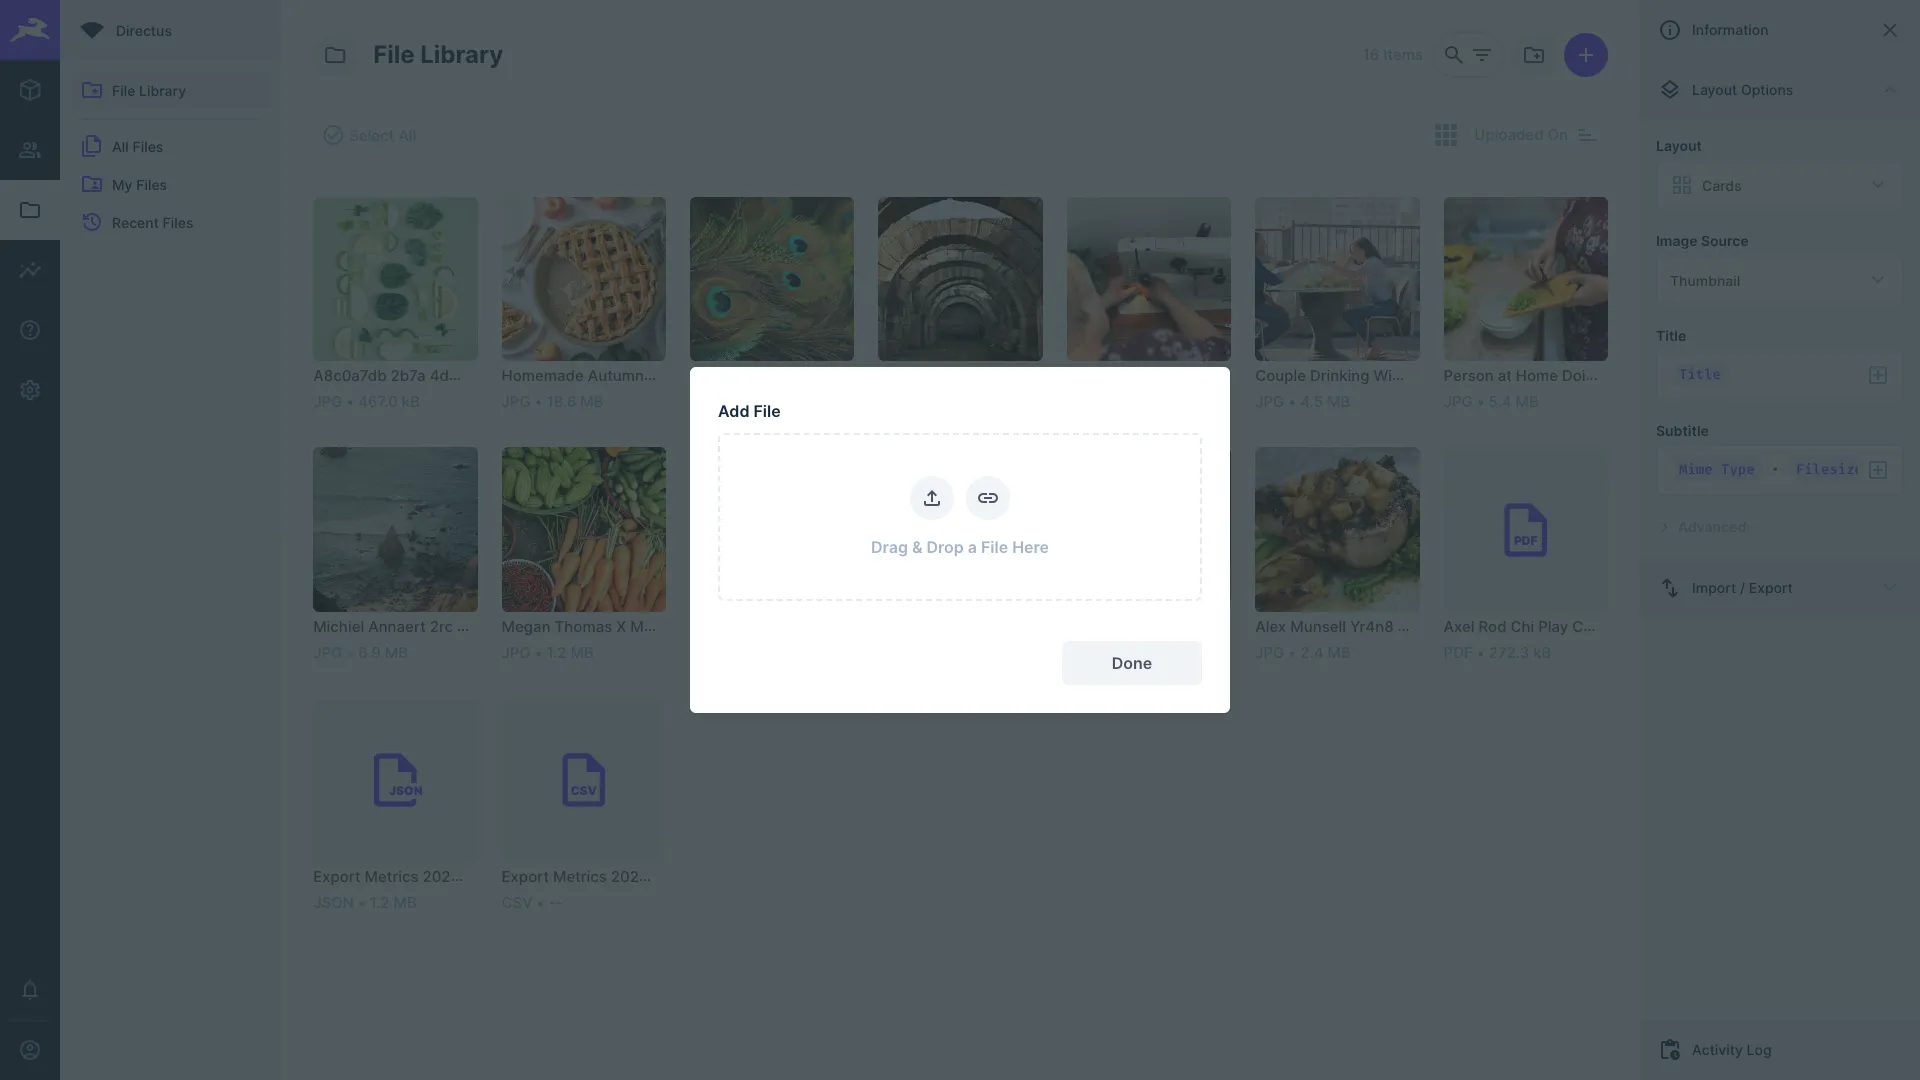 Directus
File Library
All Files
My Files
Recent Files
File Library
16 Items
Select All
Uploaded On
A8c0a7db 2b7a 4d...
JPG • 467.0 kB
Homemade Autumn...
JPG • 18.6 MB
Couple Drinking Wi...
JPG • 4.5 MB
Person at Home Doi...
JPG • 5.4 MB
Michiel Annaert 2rc ...
JPG • 6.9 MB
Megan Thomas X M...
JPG • 1.2 MB
Alex Munsell Yr4n8 ...
JPG • 2.4 MB
PDF
Axel Rod Chi Play C...
PDF • 272.3 kB
JSON
Export Metrics 202...
JSON • 1.2 MB
CSV
Export Metrics 202...
CSV • --
Add File
Drag & Drop a File Here
Done
Information
Layout Options
Layout
Cards
Image Source
Thumbnail
Title
Title
Subtitle
Mime Type • Filesize
Advanced
Import / Export
Activity Log